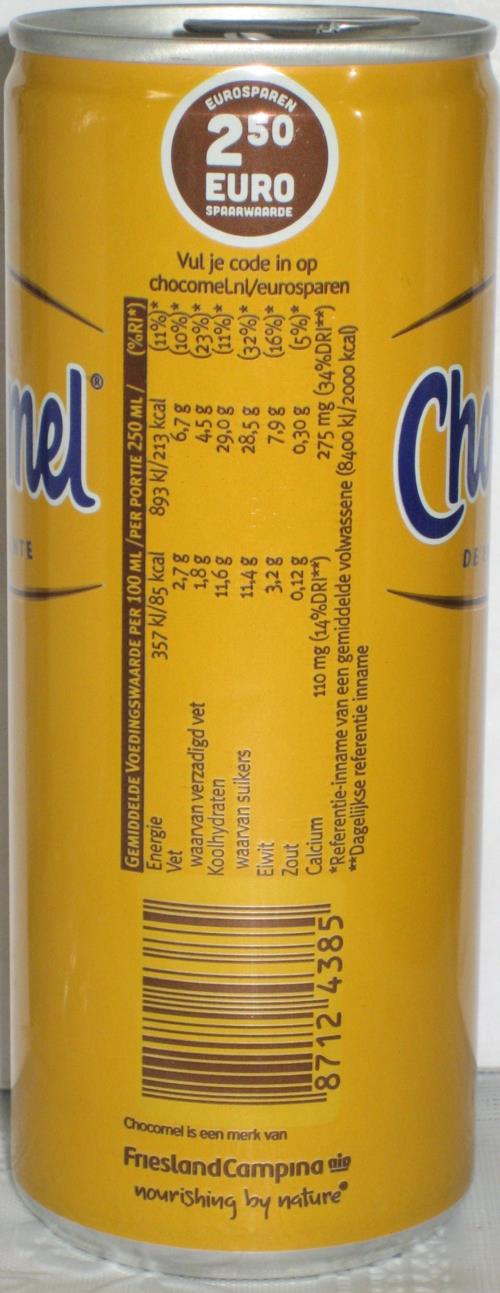 EUROSPAREN
2⁵⁰
EURO
SPAARWAARDE
Vul je code in op
chocomel.nl/eurosparen
GEMIDDELDE VOEDINGSWAARDE PER 100 ML /PER PORTIE 250 ML / (%RI*)
Energie 357 kJ/85 kcal 893 kJ/213 kcal (11%)*
Vet 2,7 g 6,7 g (10%)*
waarvan verzadigd vet 1,8 g 4,5 g (23%)*
Koolhydraten 11,6 g 29,0 g (11%)*
waarvan suikers 11,4 g 28,5 g (32%)*
Eiwit 3,2 g 7,9 g (16%)*
Zout 0,12 g 0,30 g (5%)*
Calcium 110 mg (14%DRI**) 275 mg (34%DRI**)
*Referentie-inname van een gemiddelde volwassene (8400 kJ/2000 kcal)
**Dagelijkse referentie inname
8712 4385
Chocomel is een merk van
FrieslandCampina
nourishing by nature
mel®
NTE
Cho
DE